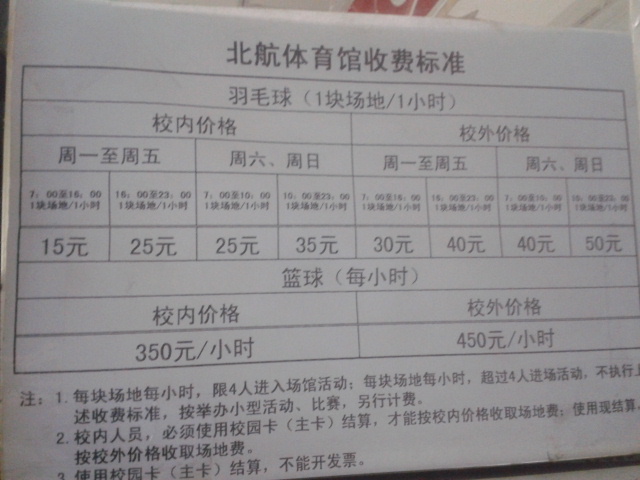 北航体育馆收费标准
羽毛球（1块场地/1小时）
校内价格 校外价格
周一至周五 周六、周日 周一至周五 周六、周日
7：00至16：00 16：00至23：00 7：00至10：00 10：00至23：00 7：00至16：00 16：00至23：00 7：00至10：00 10：00至23：00
1块场地/1小时 1块场地/1小时 1块场地/1小时 1块场地/1小时 1块场地/1小时 1块场地/1小时 1块场地/1小时 1块场地/1小时
15元 25元 25元 35元 30元 40元 40元 50元
篮球（每小时）
校内价格 校外价格
350元/小时 450元/小时
注：1. 每块场地每小时，限4人进入场馆活动；每块场地每小时，超过4人进场活动，不执行上
述收费标准，按举办小型活动、比赛，另行计费。
2. 校内人员，必须使用校园卡（主卡）结算，才能按校内价格收取场地费；使用现结算，
按校外价格收取场地费。
3. 使用校园卡（主卡）结算，不能开发票。